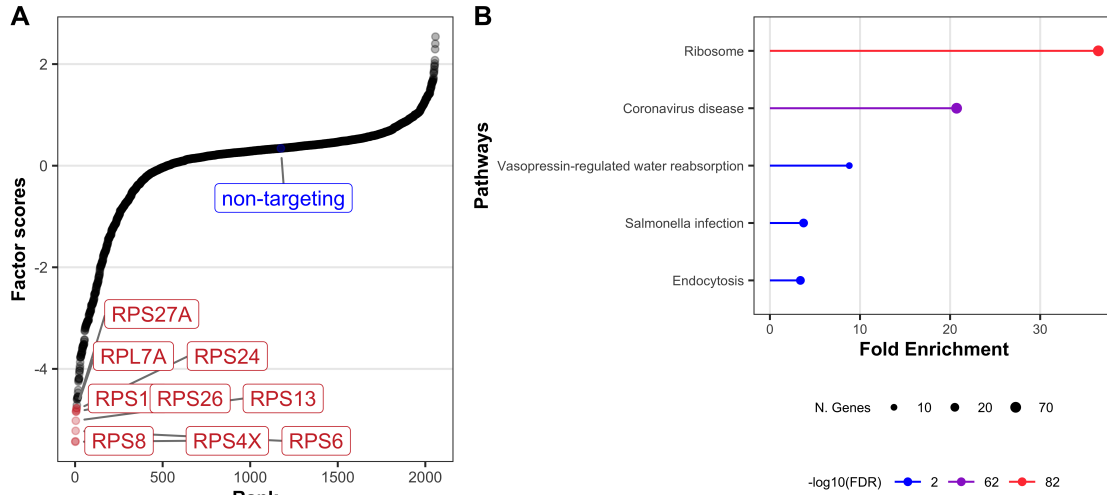 A
Factor scores
2
0
-2
-4
non-targeting
RPS27A
RPL7A
RPS24
RPS1
RPS26
RPS13
RPS8
RPS4X
RPS6
0
500
1000
1500
2000
B
Pathways
Ribosome
Coronavirus disease
Vasopressin-regulated water reabsorption
Salmonella infection
Endocytosis
0
10
20
30
Fold Enrichment
N. Genes 10 20 70
-log10(FDR) 2 62 82